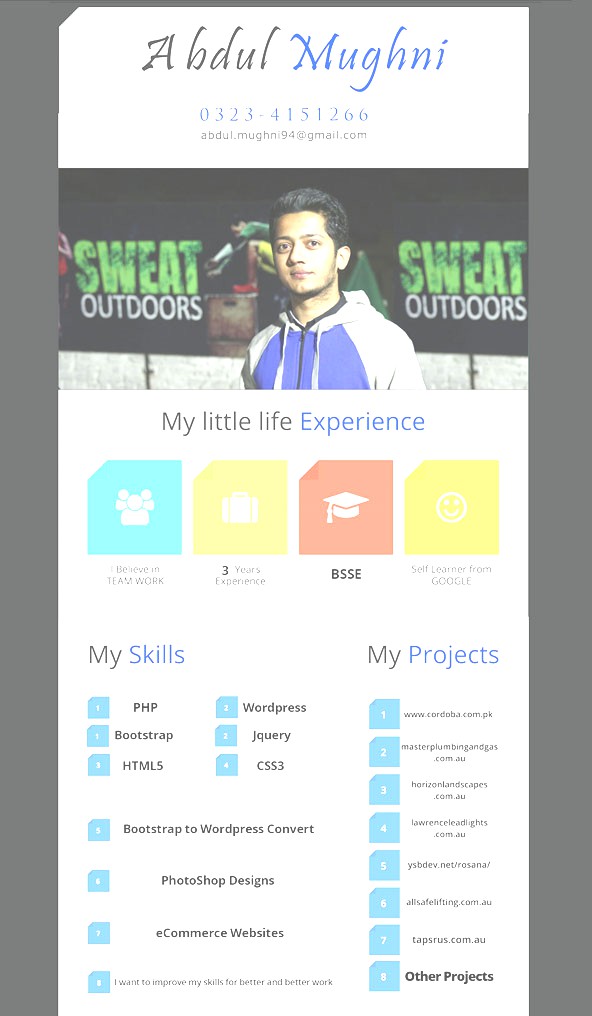 Abdul Mughni
0323-4151266
abdul.mughni94@gmail.com
SWEAT
OUTDOORS
SWEAT
OUTDOORS
My little life Experience
I Believe in
TEAM WORK
3 Years
Experience
BSSE
Self Learner from
GOOGLE
My Skills
1 PHP
2 Wordpress
1 Bootstrap
2 Jquery
3 HTML5
4 CSS3
5 Bootstrap to Wordpress Convert
6 PhotoShop Designs
7 eCommerce Websites
8 I want to improve my skills for better and better work
My Projects
1 www.cordoba.com.pk
2 masterplumbingandgas
.com.au
3 horizonlandscapes
.com.au
4 lawrenceleadlights
.com.au
5 ysbdev.net/rosana/
6 allsafelifting.com.au
7 tapsrus.com.au
8 Other Projects